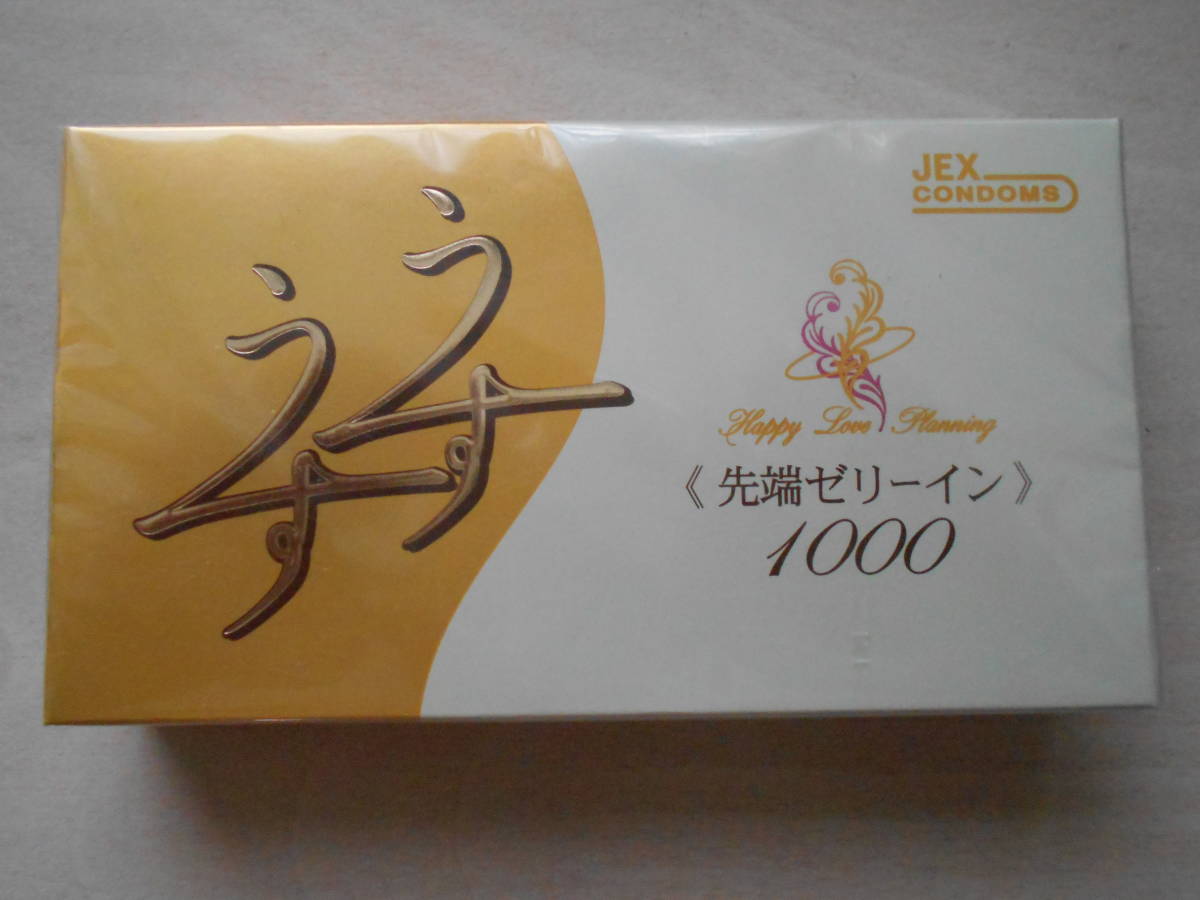 うすうす
JEX
CONDOMS
Happy Love Planning
《先端ゼリーイン》
1000